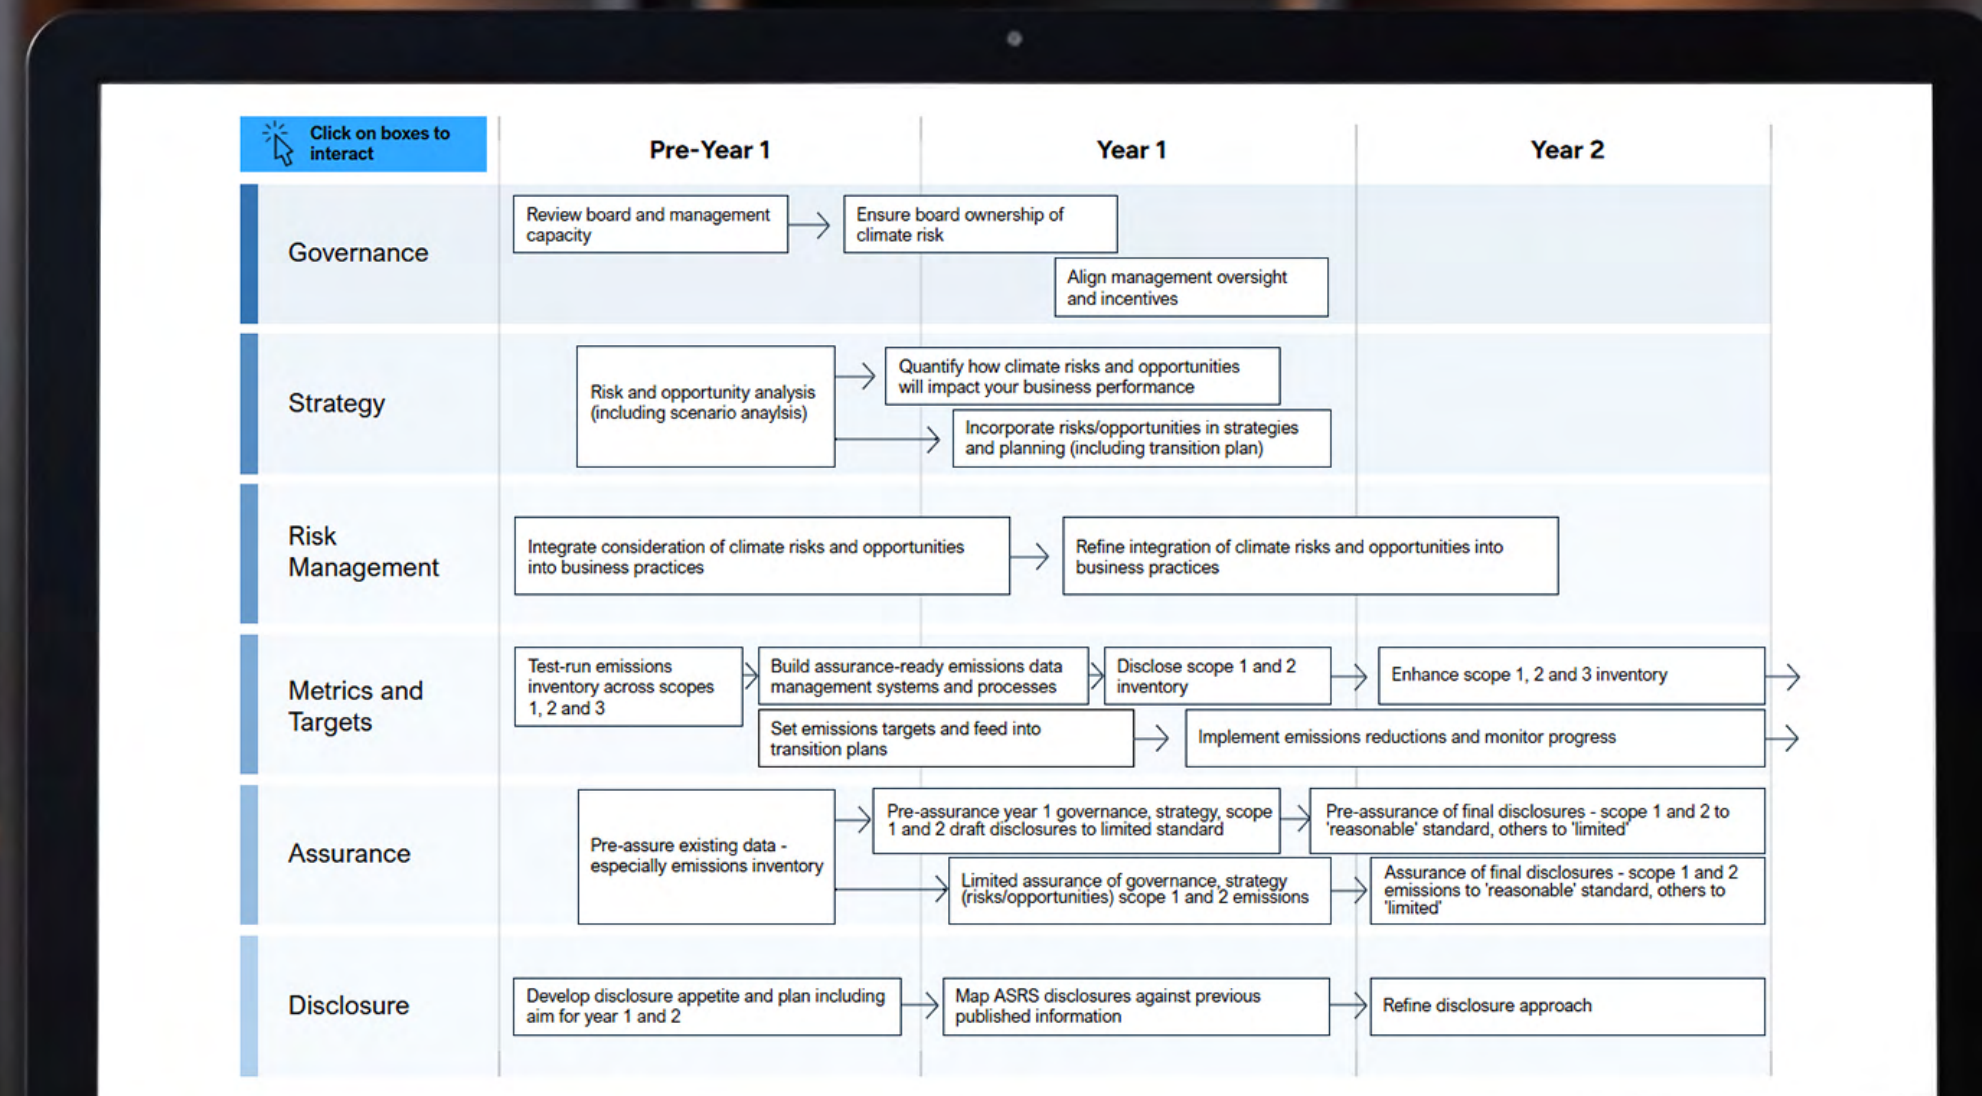 Click on boxes to
interact
Pre-Year 1
Year 1
Year 2
Governance
Review board and management
capacity
Ensure board ownership of
climate risk
Align management oversight
and incentives
Strategy
Risk and opportunity analysis
(including scenario anaylsis)
Quantify how climate risks and opportunities
will impact your business performance
Incorporate risks/opportunities in strategies
and planning (including transition plan)
Risk
Management
Integrate consideration of climate risks and opportunities
into business practices
Refine integration of climate risks and opportunities into
business practices
Metrics and
Targets
Test-run emissions
inventory across scopes
1, 2 and 3
Build assurance-ready emissions data
management systems and processes
Disclose scope 1 and 2
inventory
Enhance scope 1, 2 and 3 inventory
Set emissions targets and feed into
transition plans
Implement emissions reductions and monitor progress
Assurance
Pre-assure existing data -
especially emissions inventory
Pre-assurance year 1 governance, strategy, scope
1 and 2 draft disclosures to limited standard
Pre-assurance of final disclosures - scope 1 and 2 to
'reasonable' standard, others to 'limited'
Limited assurance of governance, strategy
(risks/opportunities) scope 1 and 2 emissions
Assurance of final disclosures - scope 1 and 2
emissions to 'reasonable' standard, others to
'limited'
Disclosure
Develop disclosure appetite and plan including
aim for year 1 and 2
Map ASRS disclosures against previous
published information
Refine disclosure approach